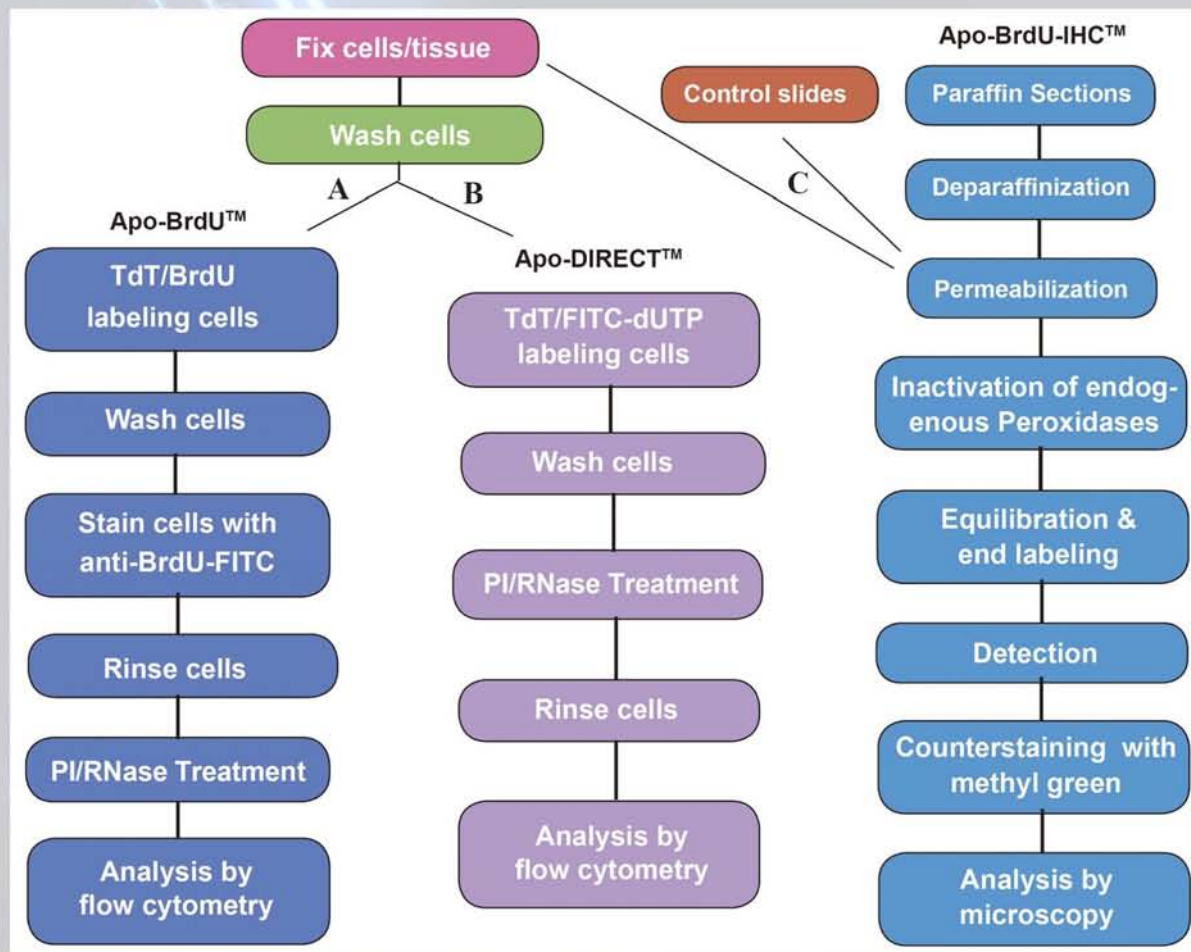 Fix cells/tissue
Wash cells
A
B
C
Apo-BrdU™
TdT/BrdU
labeling cells
Wash cells
Stain cells with
anti-BrdU-FITC
Rinse cells
PI/RNase Treatment
Analysis by
flow cytometry
Apo-DIRECT™
TdT/FITC-dUTP
labeling cells
Wash cells
PI/RNase Treatment
Rinse cells
Analysis by
flow cytometry
Control slides
Apo-BrdU-IHC™
Paraffin Sections
Deparaffinization
Permeabilization
Inactivation of endog-
enous Peroxidases
Equilibration &
end labeling
Detection
Counterstaining with
methyl green
Analysis by
microscopy